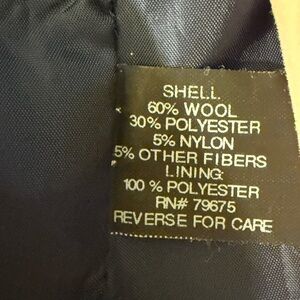 SHELL
60% WOOL
30% POLYESTER
5% NYLON
5% OTHER FIBERS
LINING:
100 % POLYESTER
RN# 79675
REVERSE FOR CARE